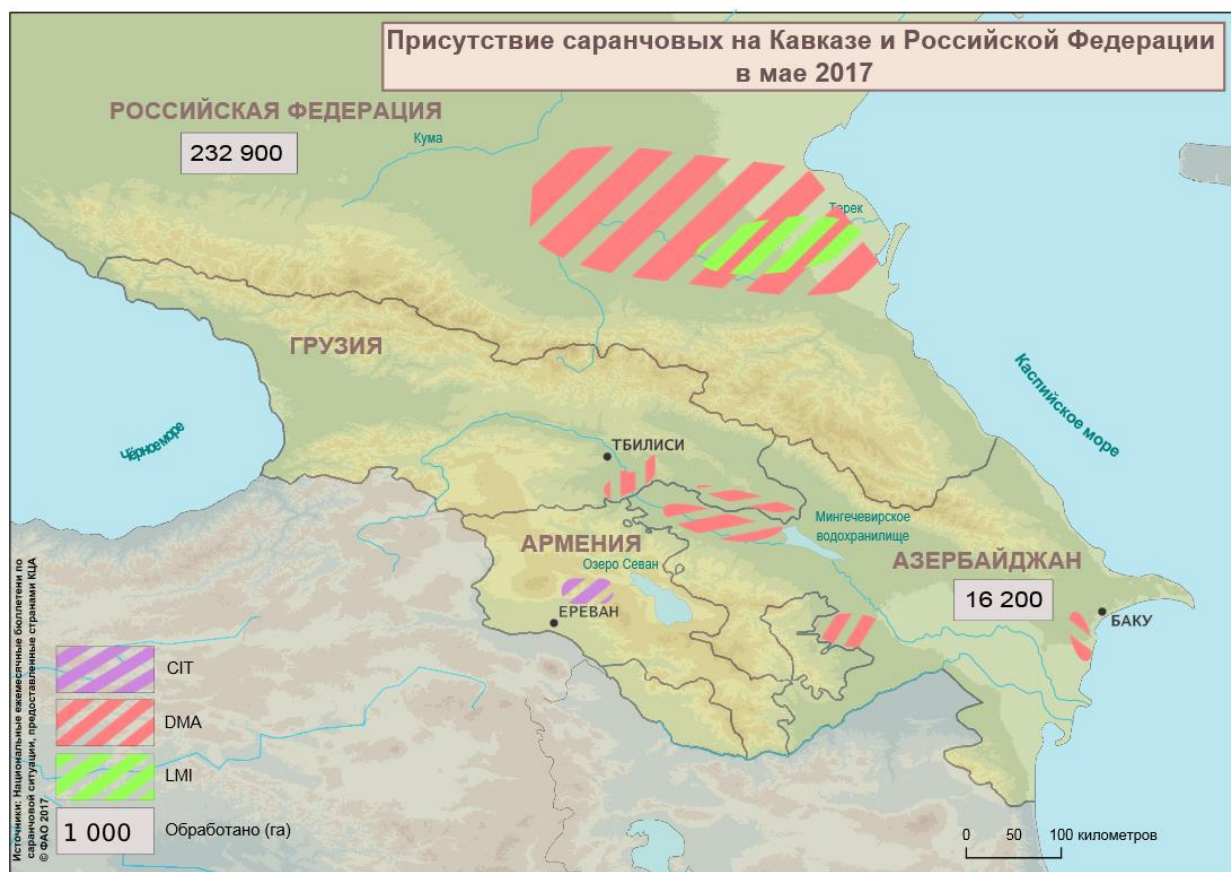 Присутствие саранчовых на Кавказе и Российской Федерации
в мае 2017
РОССИЙСКАЯ ФЕДЕРАЦИЯ
232 900
Кума
Терек
ГРУЗИЯ
Каспийское море
Чёрное море
ТБИЛИСИ
Мингечевирское
водохранилище
АРМЕНИЯ
Озеро Севан
АЗЕРБАЙДЖАН
16 200
ЕРЕВАН
БАКУ
CIT
DMA
LMI
1 000
Обработано (га)
0 50 100 километров
Источники: Национальные ежемесячные бюллетени по
саранчовой ситуации, предоставленные странами КЦА
© ФАО 2017